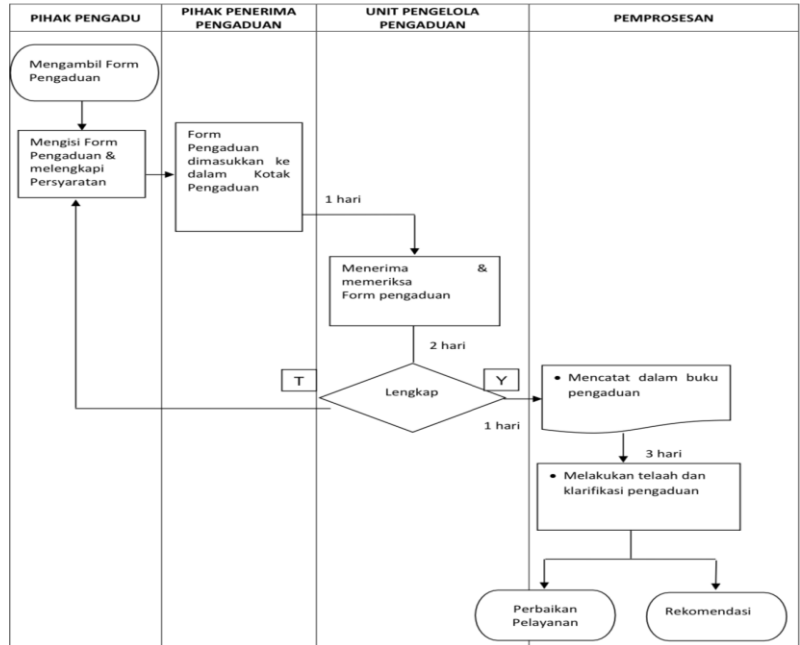 PIHAK PENGADU
PIHAK PENERIMA
PENGADUAN
UNIT PENGELOLA
PENGADUAN
PEMPROSESAN
Mengambil Form
Pengaduan
Mengisi Form
Pengaduan &
melengkapi
Persyaratan
Form
Pengaduan
dimasukkan ke
dalam Kotak
Pengaduan
1 hari
Menerima &
memeriksa
Form pengaduan
2 hari
T
Lengkap
Y
1 hari
• Mencatat dalam buku
pengaduan
3 hari
• Melakukan telaah dan
klarifikasi pengaduan
Perbaikan
Pelayanan
Rekomendasi